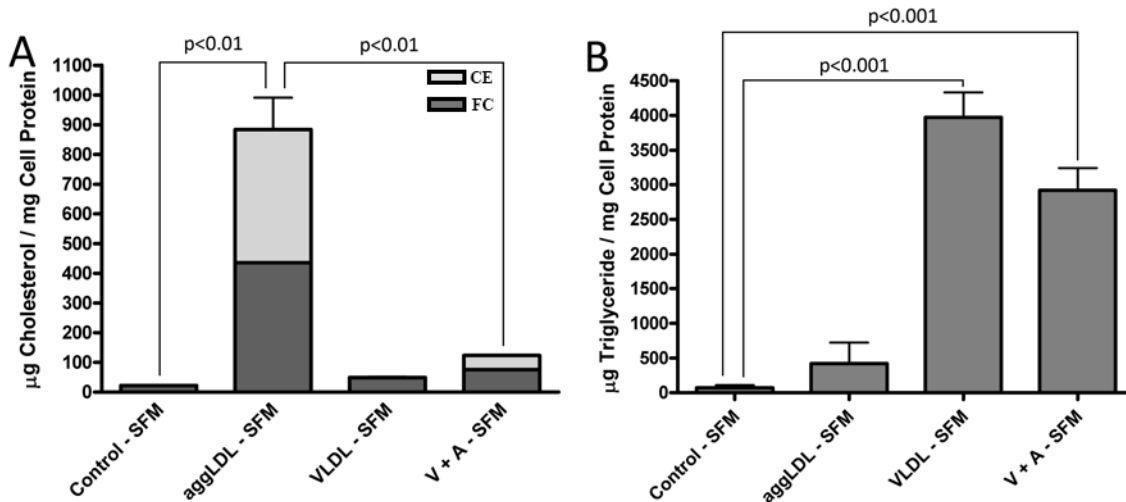 A
p<0.01
p<0.01
CE
FC
1100
1000
900
800
700
600
500
400
300
200
100
0
µg Cholesterol / mg Cell Protein
Control - SFM
aggLDL - SFM
VLDL - SFM
V + A - SFM
B
p<0.001
p<0.001
4500
4000
3500
3000
2500
2000
1500
1000
500
0
µg Triglyceride / mg Cell Protein
Control - SFM
aggLDL - SFM
VLDL - SFM
V + A - SFM